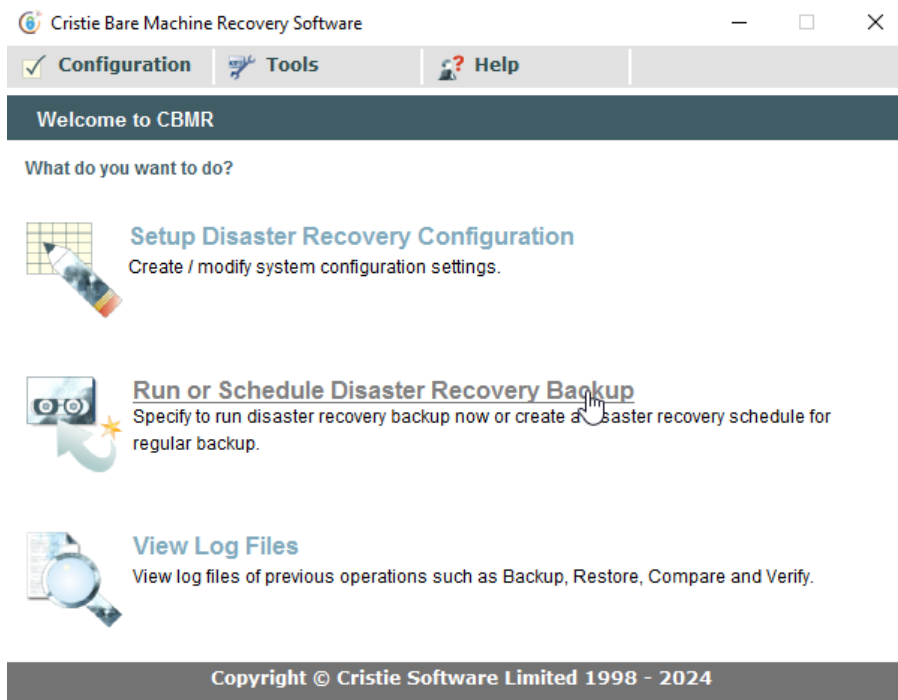 Cristie Bare Machine Recovery Software
Configuration Tools Help
Welcome to CBMR
What do you want to do?
Setup Disaster Recovery Configuration
Create / modify system configuration settings.
Run or Schedule Disaster Recovery Backup
Specify to run disaster recovery backup now or create a disaster recovery schedule for
regular backup.
View Log Files
View log files of previous operations such as Backup, Restore, Compare and Verify.
Copyright © Cristie Software Limited 1998 - 2024